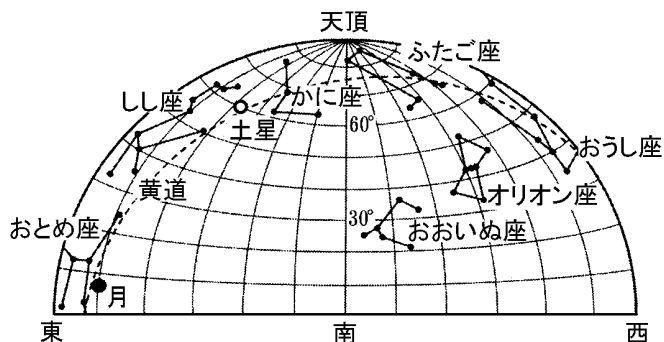 天頂
ふたご座
しし座
かに座
土星
60°
おうし座
黄道
オリオン座
おとめ座
30°
おおいぬ座
月
東
南
西